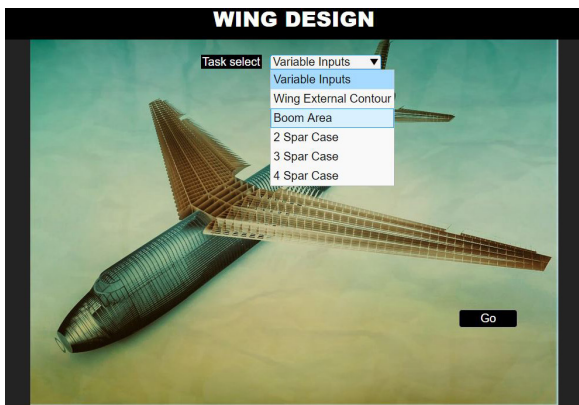 WING DESIGN
Task select Variable Inputs
Variable Inputs
Wing External Contour
Boom Area
2 Spar Case
3 Spar Case
4 Spar Case
Go